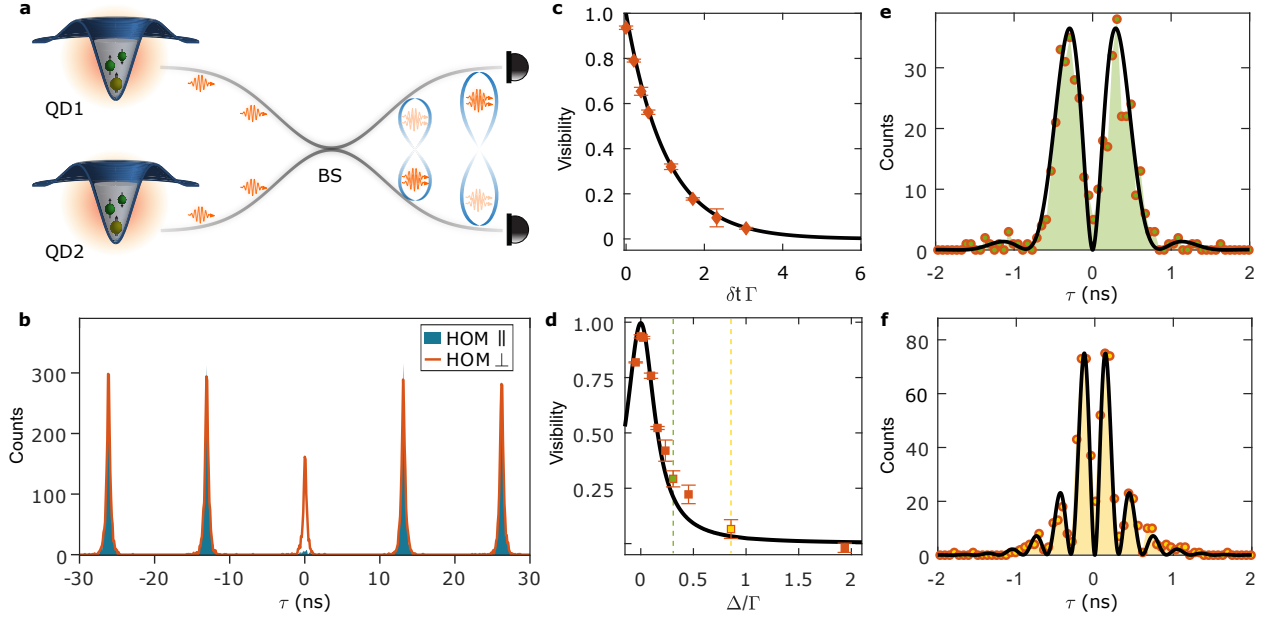 a
QD1
QD2
BS
b
HOM ||
HOM ⊥
Counts
300
200
100
0
-30
-20
-10
0
10
20
30
τ (ns)
c
Visibility
1.0
0.8
0.6
0.4
0.2
0
0
2
4
6
δt Γ
d
Visibility
1.00
0.75
0.50
0.25
0
0.5
1
1.5
2
Δ/Γ
e
Counts
30
20
10
0
-2
-1
0
1
2
τ (ns)
f
Counts
80
60
40
20
0
-2
-1
0
1
2
τ (ns)